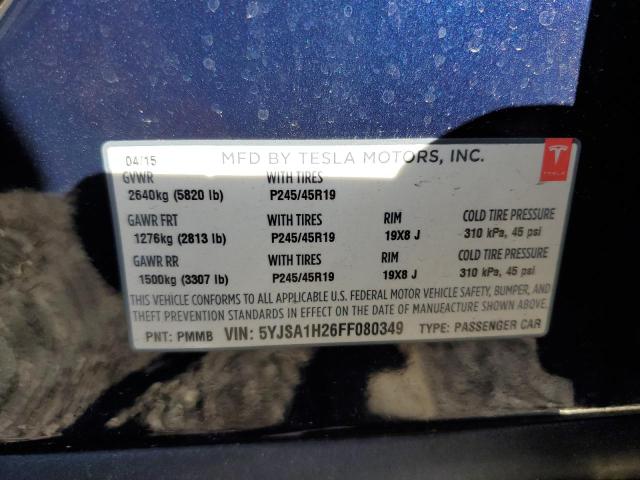 04/15 MFD BY TESLA MOTORS, INC.
GVWR WITH TIRES
2640kg (5820 lb) P245/45R19
GAWR FRT WITH TIRES RIM COLD TIRE PRESSURE
1276kg (2813 lb) P245/45R19 19X8 J 310 kPa, 45 psi
GAWR RR WITH TIRES RIM COLD TIRE PRESSURE
1500kg (3307 lb) P245/45R19 19X8 J 310 kPa, 45 psi
THIS VEHICLE CONFORMS TO ALL APPLICABLE U.S. FEDERAL MOTOR VEHICLE SAFETY, BUMPER, AND
THEFT PREVENTION STANDARDS IN EFFECT ON THE DATE OF MANUFACTURE SHOWN ABOVE.
PNT: PMMB VIN: 5YJSA1H26FF080349 TYPE: PASSENGER CAR
TESLA